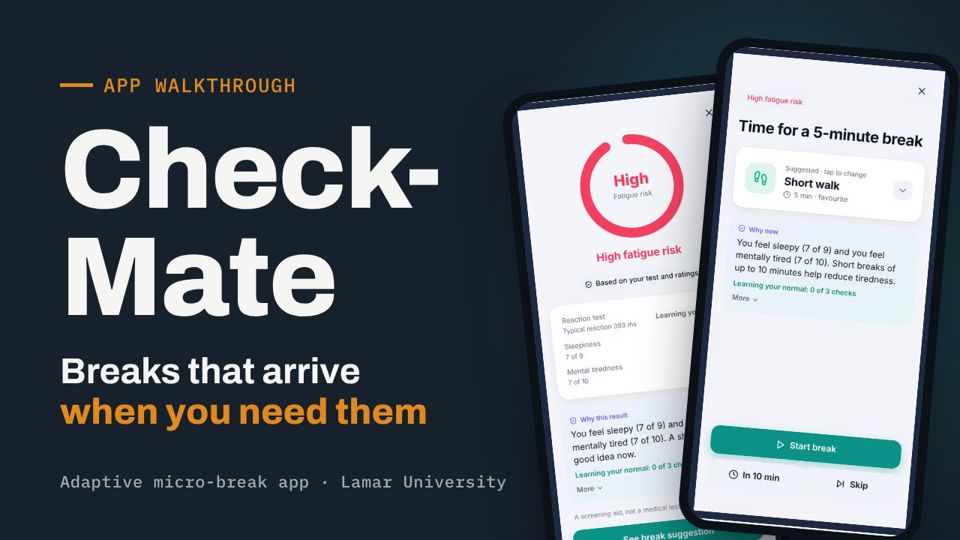 APP WALKTHROUGH
Check-
Mate
Breaks that arrive
when you need them
Adaptive micro-break app · Lamar University
High
Fatigue risk
High fatigue risk
Based on your test and ratings
Reaction test
Typical reaction 393 ms
Learning
Sleepiness
7 of 9
Mental tiredness
7 of 10
Why this result
You feel sleepy (7 of 9) and
mentally tired (7 of 10). A
good idea now.
Learning your normal: 0 of 3
More
A screening aid, not a medical
See break suggestion
High fatigue risk
Time for a 5-minute break
Suggested · tap to change
Short walk
5 min · favourite
Why now
You feel sleepy (7 of 9) and you feel
mentally tired (7 of 10). Short breaks of
up to 10 minutes help reduce tiredness.
Learning your normal: 0 of 3 checks
More
Start break
In 10 min
Skip